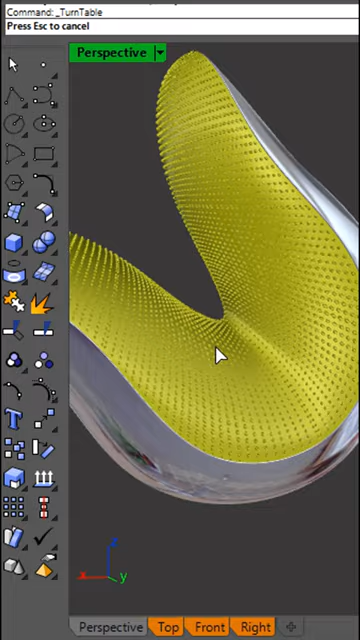 Command: _TurnTable
Press Esc to cancel
Perspective
z
x
y
Perspective Top Front Right